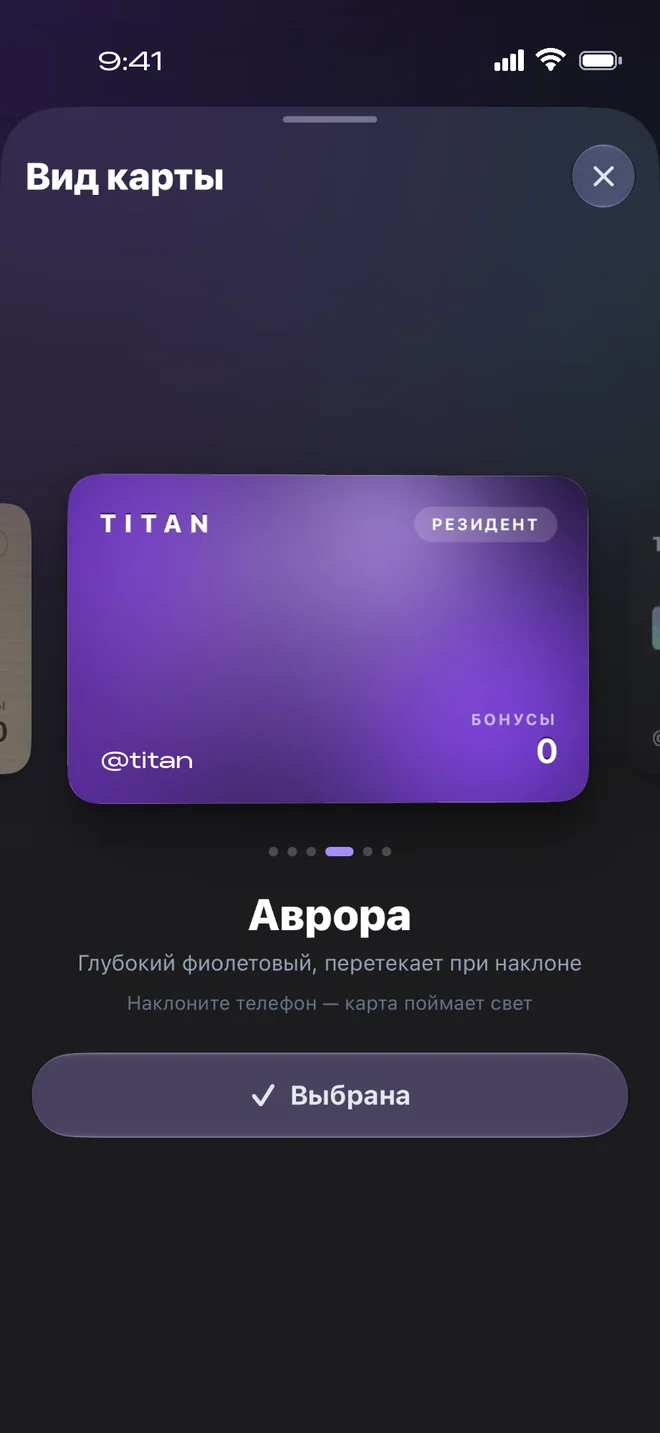 9:41
Вид карты
TITAN
РЕЗИДЕНТ
БОНУСЫ
0
@titan
Аврора
Глубокий фиолетовый, перетекает при наклоне
Наклоните телефон — карта поймает свет
Выбрана